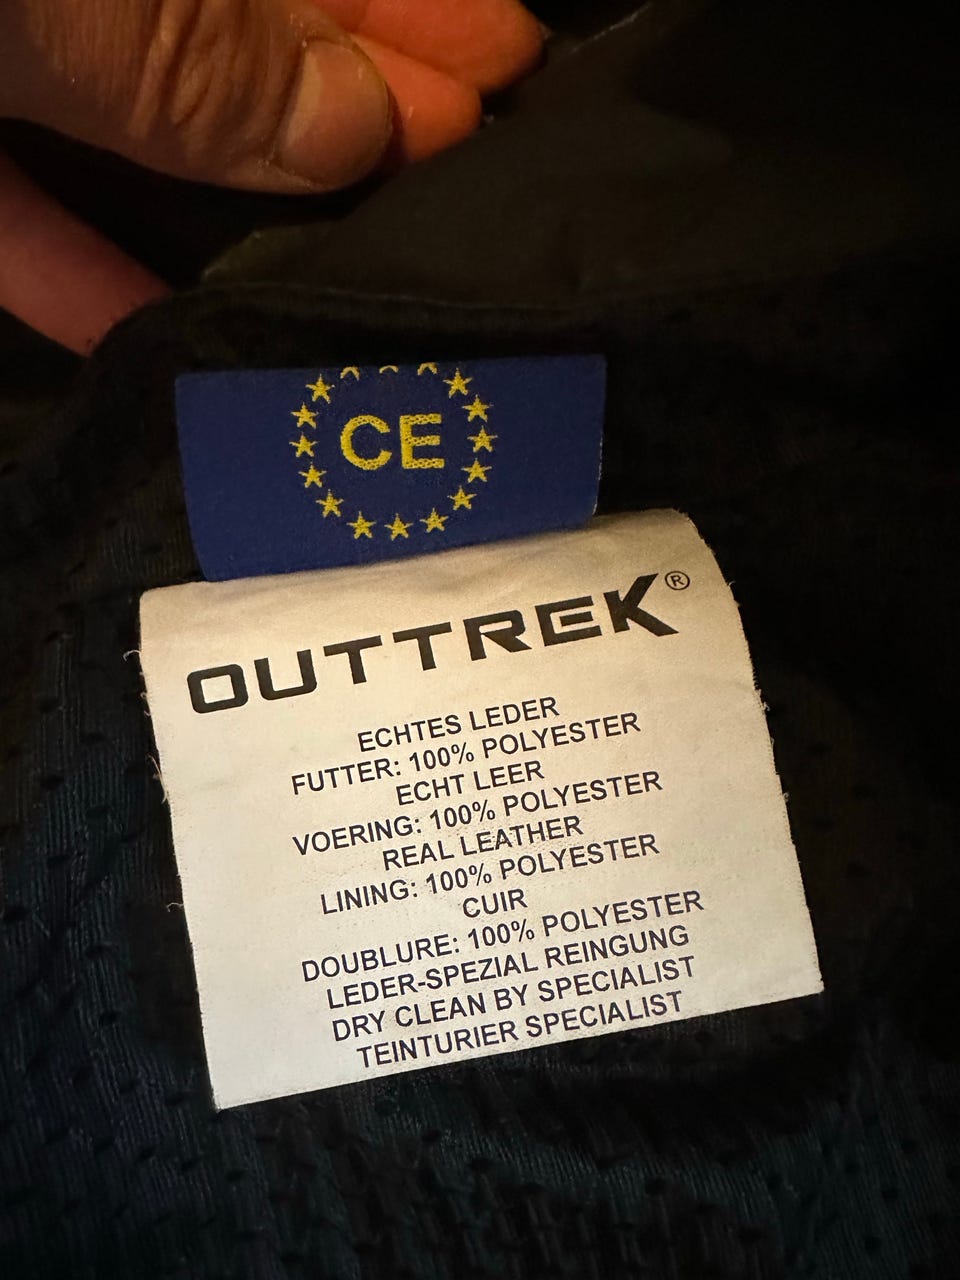 CE
OUTTREK®
ECHTES LEDER
FUTTER: 100% POLYESTER
ECHT LEER
VOERING: 100% POLYESTER
REAL LEATHER
LINING: 100% POLYESTER
CUIR
DOUBLURE: 100% POLYESTER
LEDER-SPEZIAL REINGUNG
DRY CLEAN BY SPECIALIST
TEINTURIER SPECIALIST